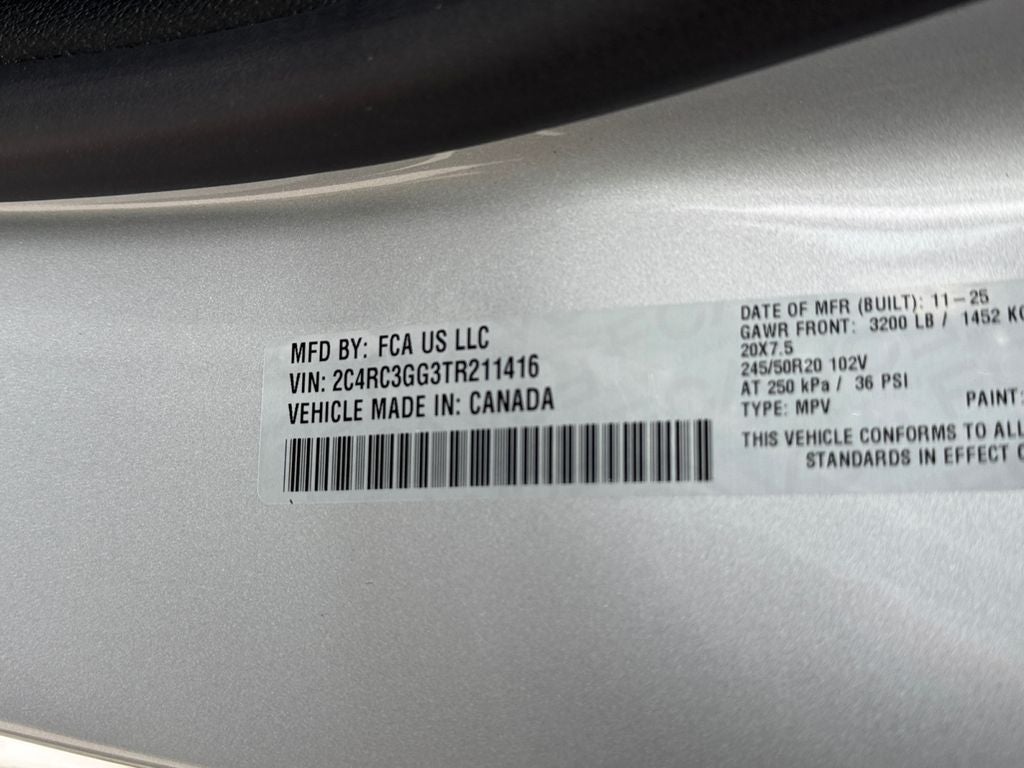 MFD BY: FCA US LLC
VIN: 2C4RC3GG3TR211416
VEHICLE MADE IN: CANADA
DATE OF MFR (BUILT): 11-25
GAWR FRONT: 3200 LB / 1452 KG
20X7.5
245/50R20 102V
AT 250 kPa / 36 PSI
TYPE: MPV PAINT:
THIS VEHICLE CONFORMS TO ALL
STANDARDS IN EFFECT